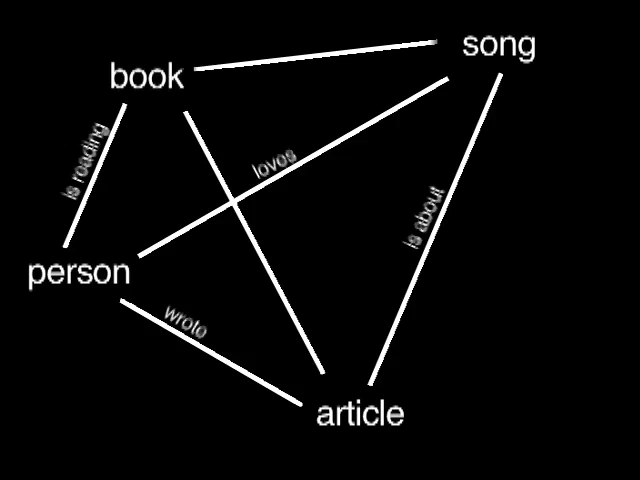 song
book
is reading
loves
is about
person
wrote
article